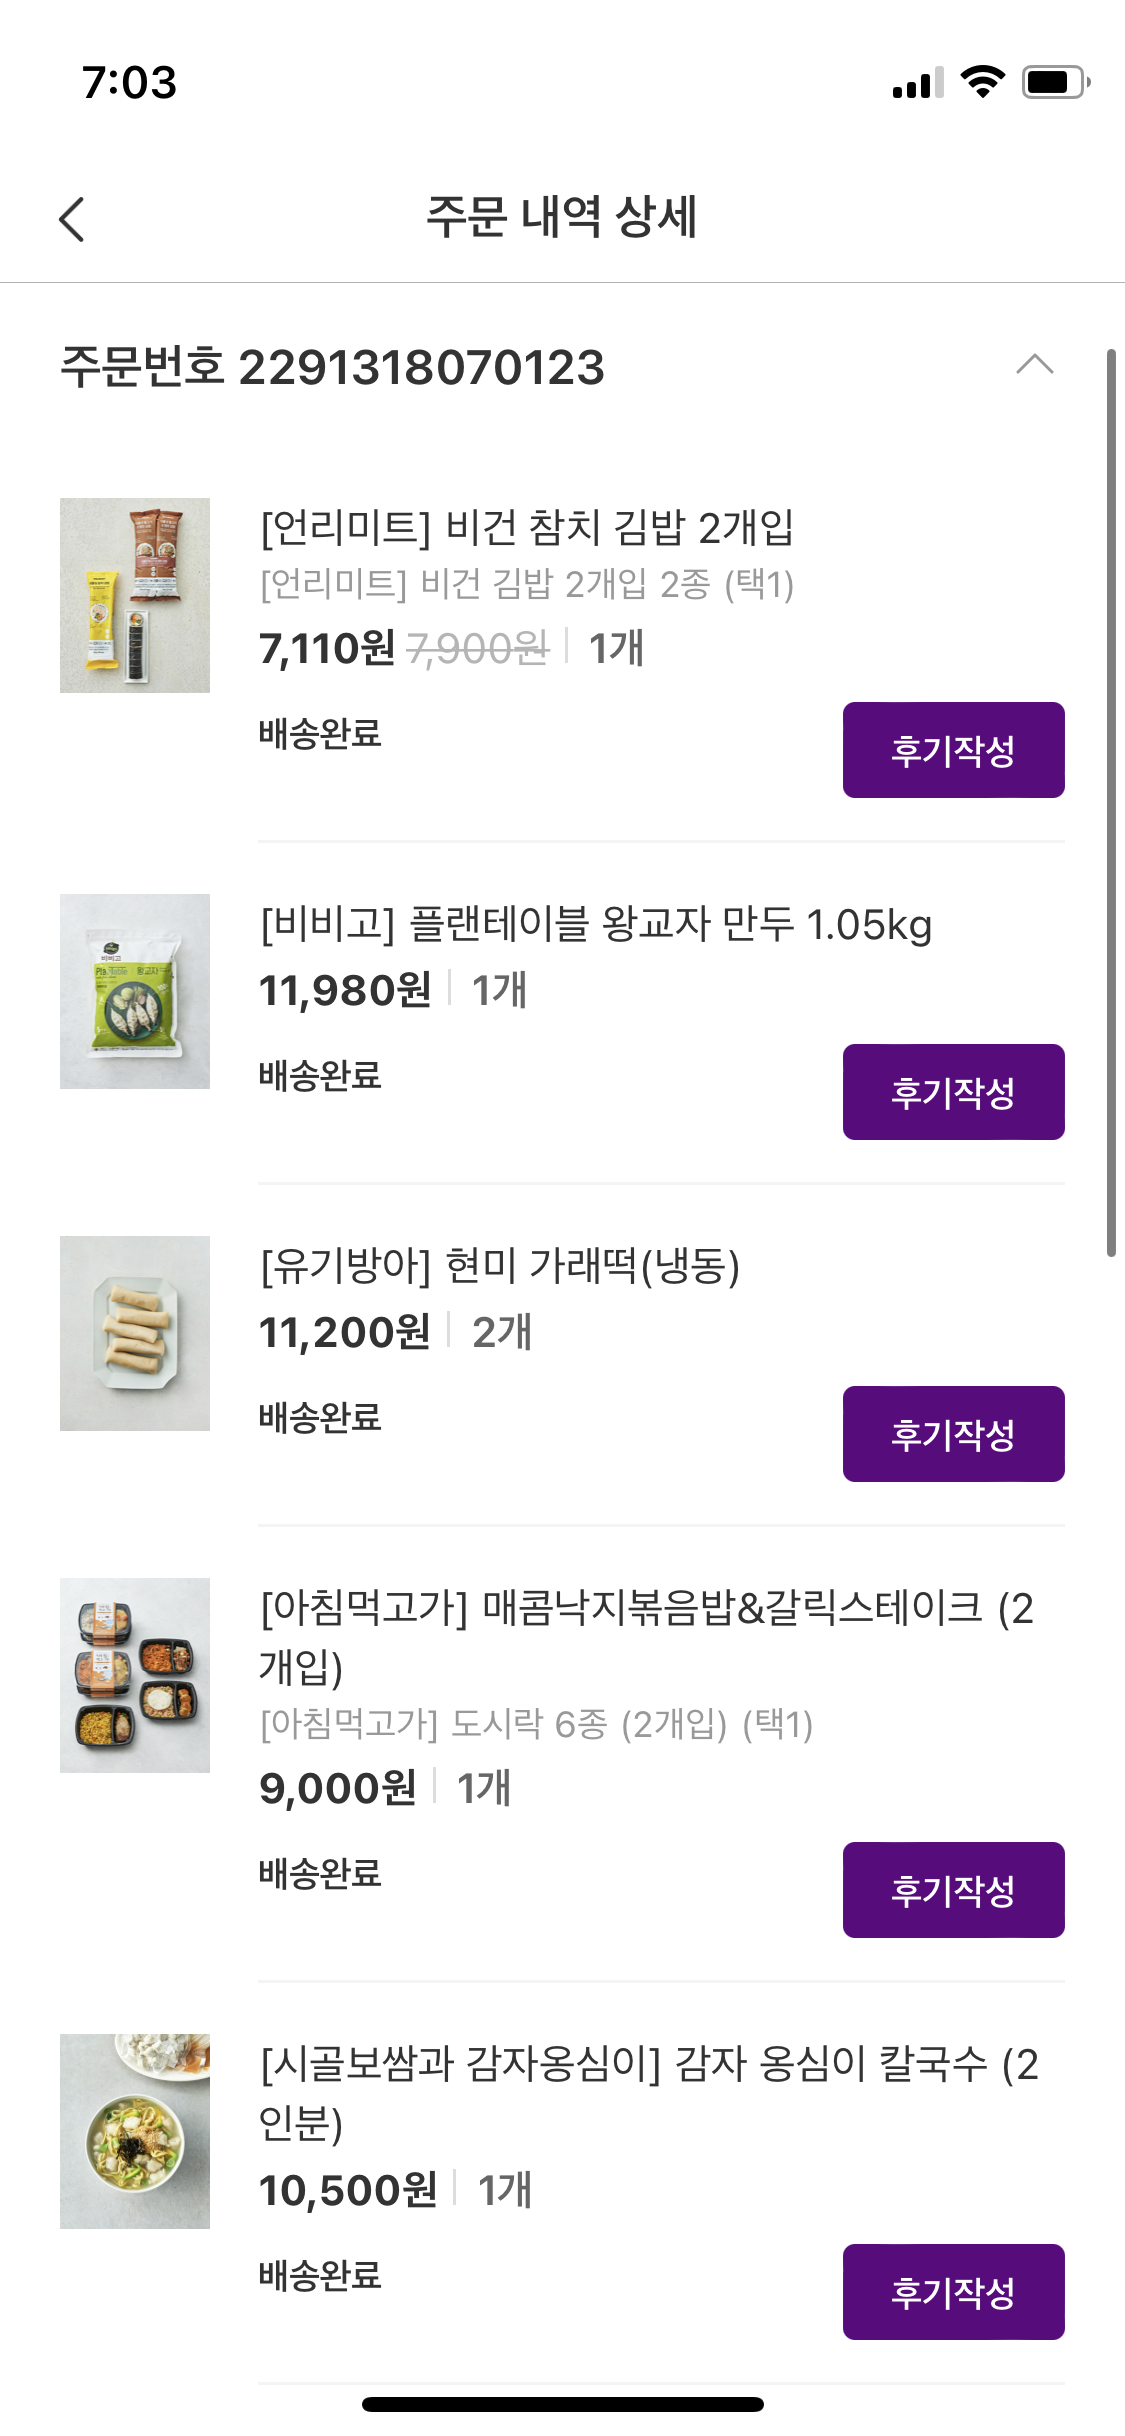 7:03
주문 내역 상세
주문번호 2291318070123
[언리미트] 비건 참치 김밥 2개입
[언리미트] 비건 김밥 2개입 2종 (택1)
7,110원 7,900원 1개
배송완료
후기작성
[비비고] 플랜테이블 왕교자 만두 1.05kg
11,980원 1개
배송완료
후기작성
[유기방아] 현미 가래떡(냉동)
11,200원 2개
배송완료
후기작성
[아침먹고가] 매콤낙지볶음밥&갈릭스테이크 (2
개입)
[아침먹고가] 도시락 6종 (2개입) (택1)
9,000원 1개
배송완료
후기작성
[시골보쌈과 감자옹심이] 감자 옹심이 칼국수 (2
인분)
10,500원 1개
배송완료
후기작성